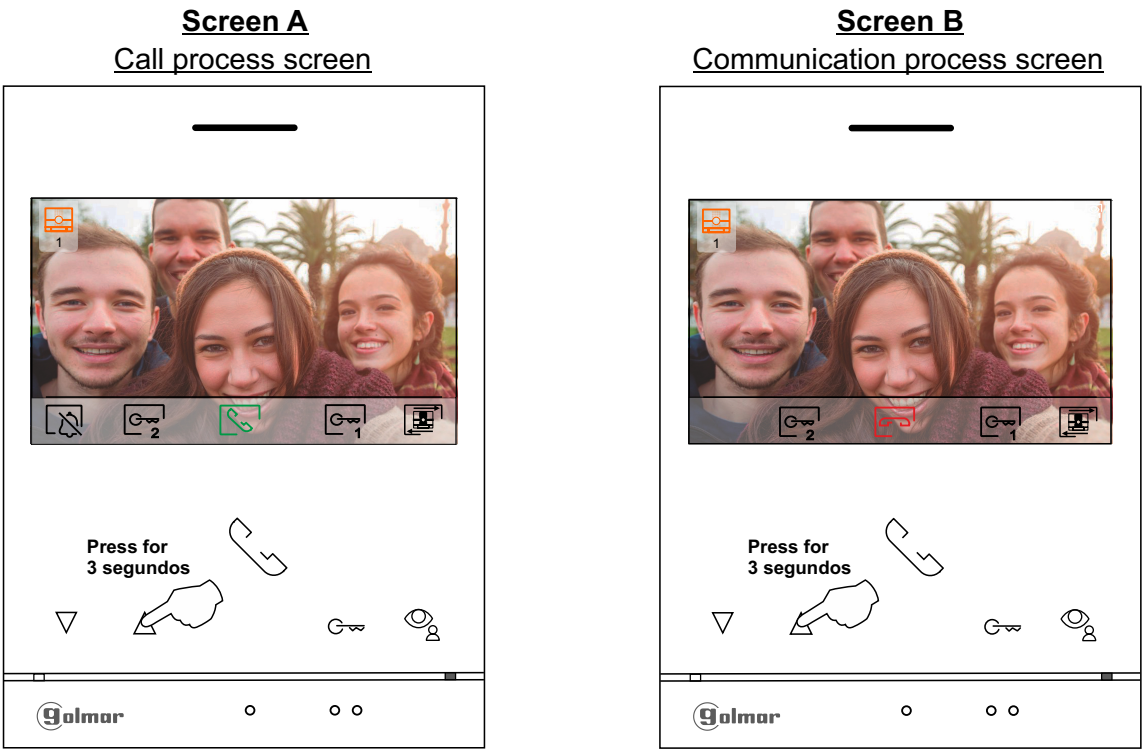 Screen A
Call process screen
1
2
1
Press for
3 segundos
golmar
Screen B
Communication process screen
1
2
1
Press for
3 segundos
golmar